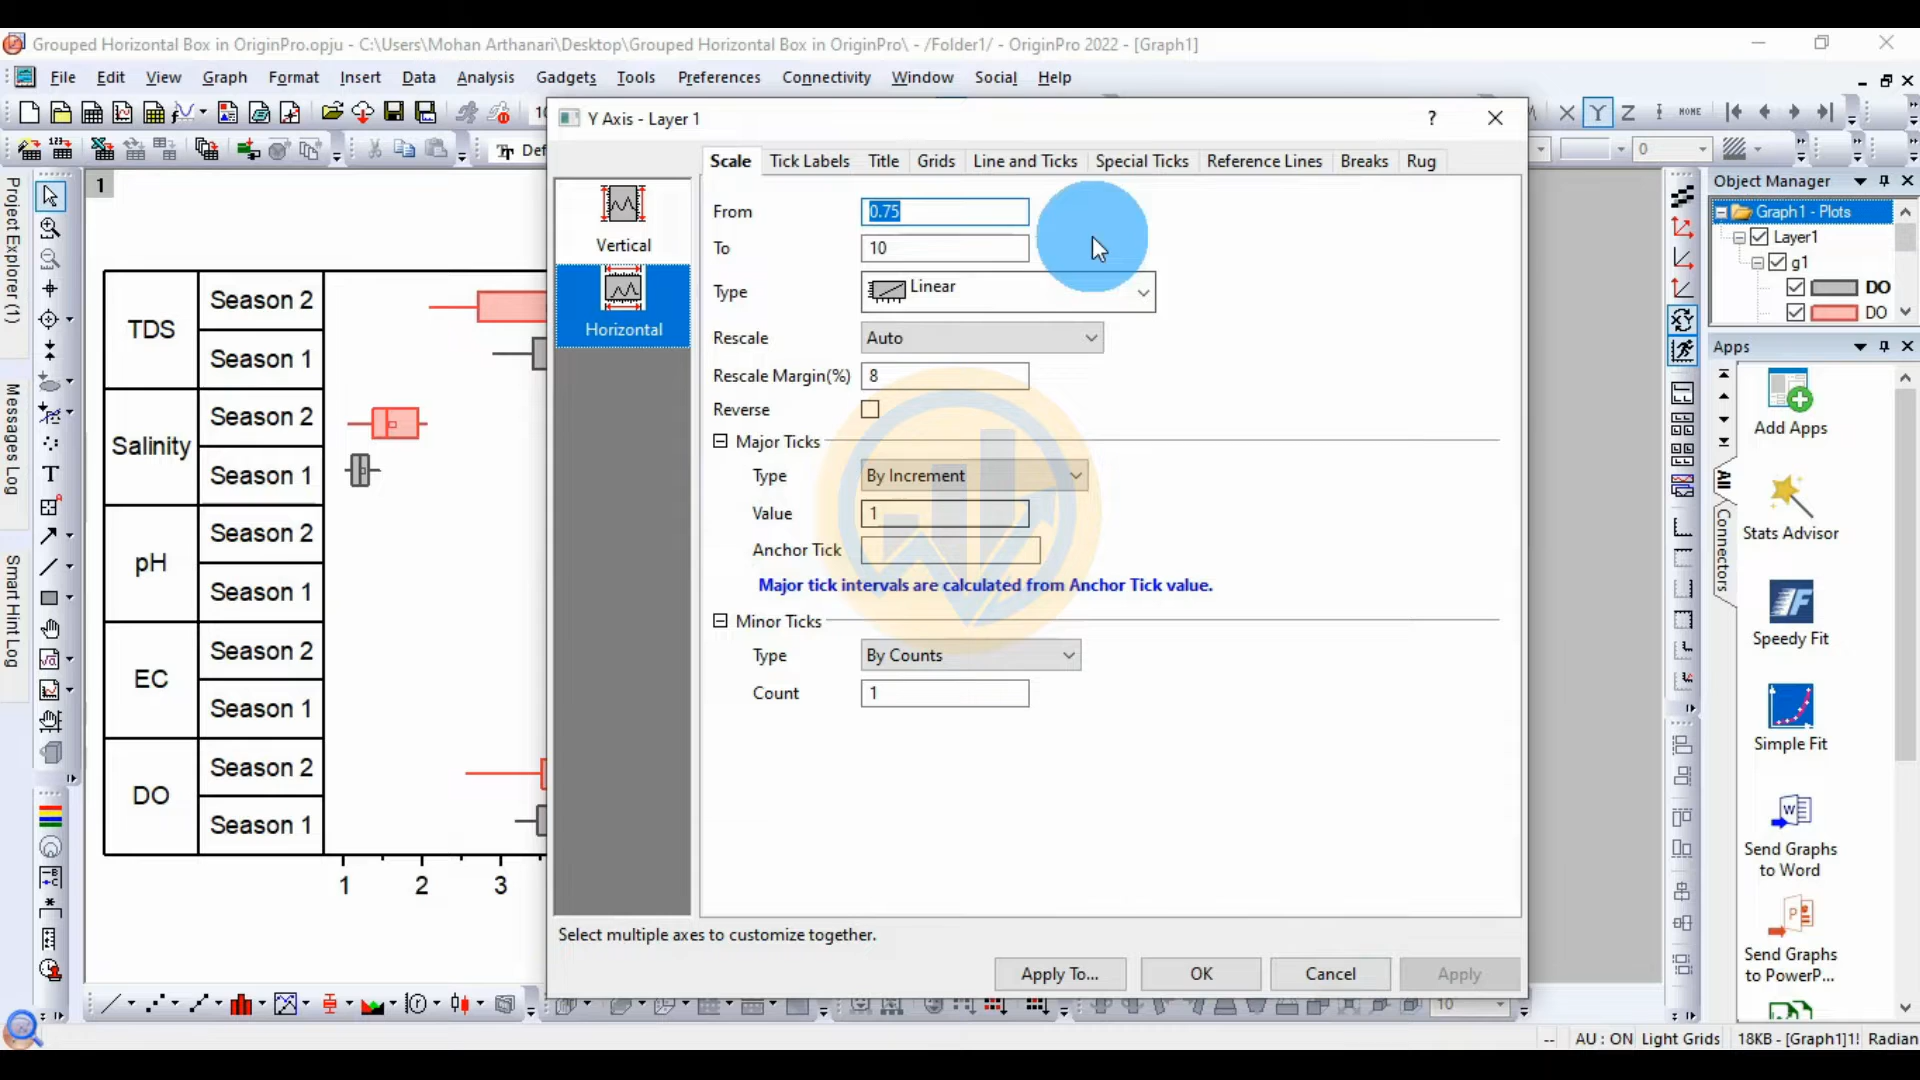 Grouped Horizontal Box in OriginPro.opju - C:\Users\Mohan Arthanari\Desktop\Grouped Horizontal Box in OriginPro\ - /Folder1/ - OriginPro 2022 - [Graph1]
File Edit View Graph Format Insert Data Analysis Gadgets Tools Preferences Connectivity Window Social Help
Y Axis - Layer 1
Y Z HOME
Def
0
Scale Tick Labels Title Grids Line and Ticks Special Ticks Reference Lines Breaks Rug
Vertical
Horizontal
From 0.75
To 10
Type Linear
Rescale Auto
Rescale Margin(%) 8
Reverse
Major Ticks
Type By Increment
Value 1
Anchor Tick
Major tick intervals are calculated from Anchor Tick value.
Minor Ticks
Type By Counts
Count 1
Select multiple axes to customize together.
Apply To... OK Cancel Apply
Project Explorer (1)
Messages Log
Smart Hint Log
1
TDS
Season 2
Season 1
Salinity
Season 2
Season 1
pH
Season 2
Season 1
EC
Season 2
Season 1
DO
Season 2
Season 1
1 2 3
Object Manager
Graph1 - Plots
Layer1
g1
DO
DO
Apps
All
Connectors
Add Apps
Stats Advisor
Speedy Fit
Simple Fit
Send Graphs
to Word
Send Graphs
to PowerP...
10
-- AU : ON Light Grids 18KB - [Graph1]1! Radian